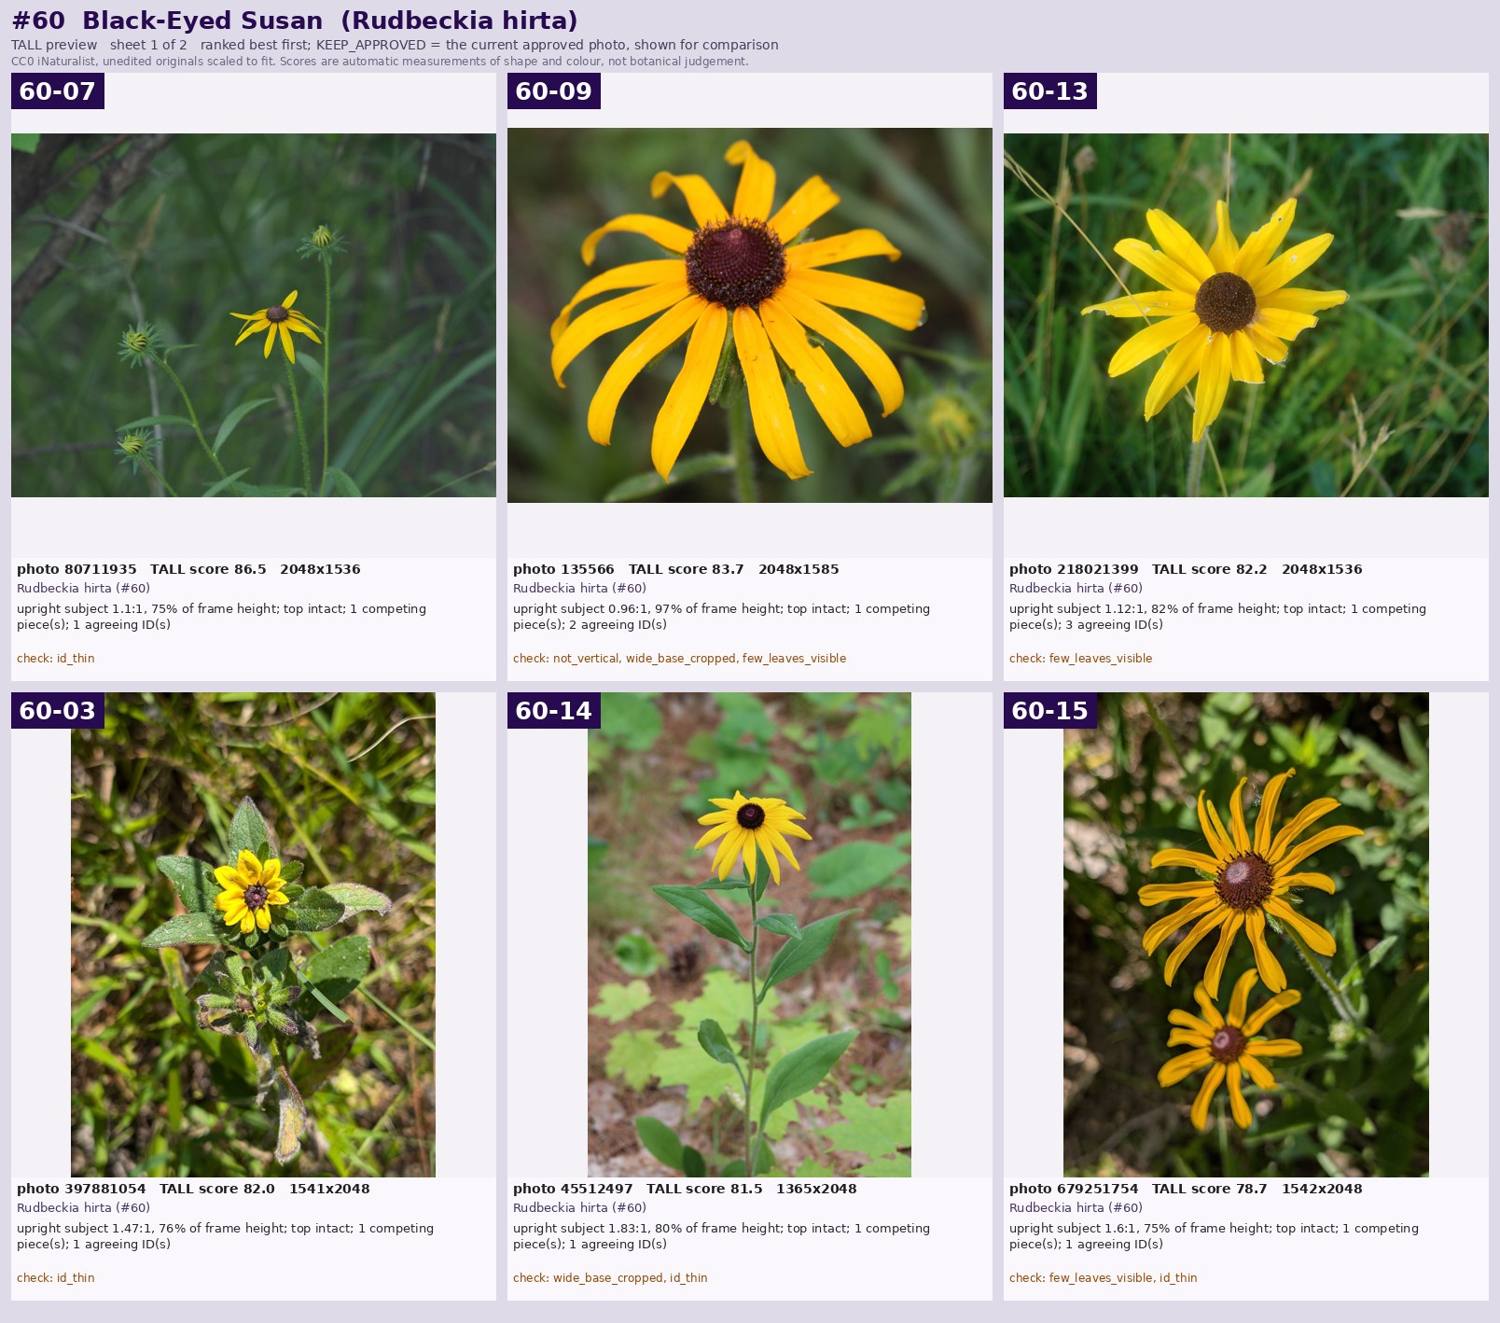 #60  Black-Eyed Susan  (Rudbeckia hirta)
TALL preview   sheet 1 of 2   ranked best first; KEEP_APPROVED = the current approved photo, shown for comparison
CC0 iNaturalist, unedited originals scaled to fit. Scores are automatic measurements of shape and colour, not botanical judgement.
60-07
photo 80711935   TALL score 86.5   2048x1536
Rudbeckia hirta (#60)
upright subject 1.1:1, 75% of frame height; top intact; 1 competing
piece(s); 1 agreeing ID(s)
check: id_thin
60-09
photo 135566   TALL score 83.7   2048x1585
Rudbeckia hirta (#60)
upright subject 0.96:1, 97% of frame height; top intact; 1 competing
piece(s); 2 agreeing ID(s)
check: not_vertical, wide_base_cropped, few_leaves_visible
60-13
photo 218021399   TALL score 82.2   2048x1536
Rudbeckia hirta (#60)
upright subject 1.12:1, 82% of frame height; top intact; 1 competing
piece(s); 3 agreeing ID(s)
check: few_leaves_visible
60-03
photo 397881054   TALL score 82.0   1541x2048
Rudbeckia hirta (#60)
upright subject 1.47:1, 76% of frame height; top intact; 1 competing
piece(s); 1 agreeing ID(s)
check: id_thin
60-14
photo 45512497   TALL score 81.5   1365x2048
Rudbeckia hirta (#60)
upright subject 1.83:1, 80% of frame height; top intact; 1 competing
piece(s); 1 agreeing ID(s)
check: wide_base_cropped, id_thin
60-15
photo 679251754   TALL score 78.7   1542x2048
Rudbeckia hirta (#60)
upright subject 1.6:1, 75% of frame height; top intact; 1 competing
piece(s); 1 agreeing ID(s)
check: few_leaves_visible, id_thin